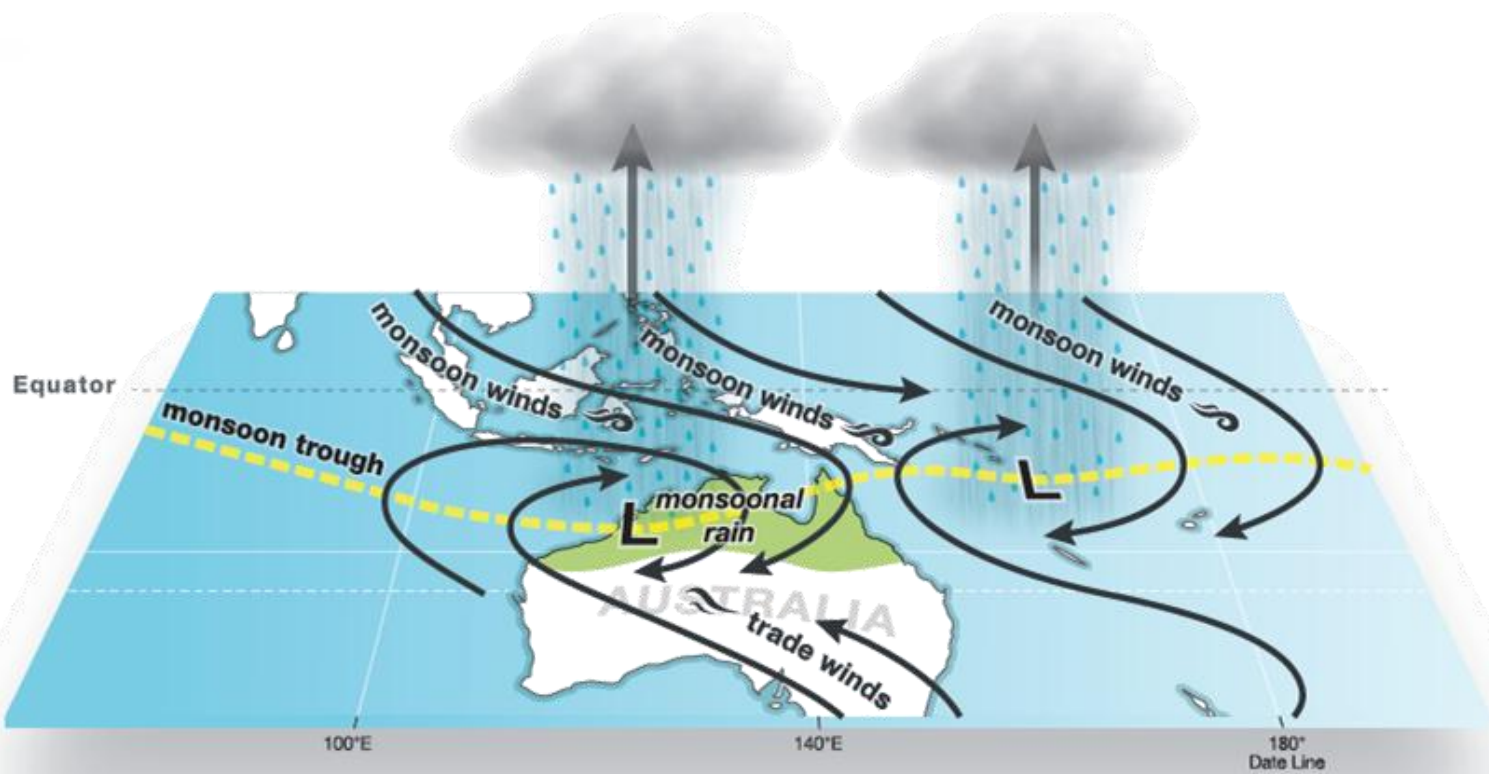 monsoon winds
monsoon winds
monsoon winds
Equator
monsoon trough
L
L
monsoonal
rain
AUSTRALIA
trade winds
100°E
140°E
180°
Date Line